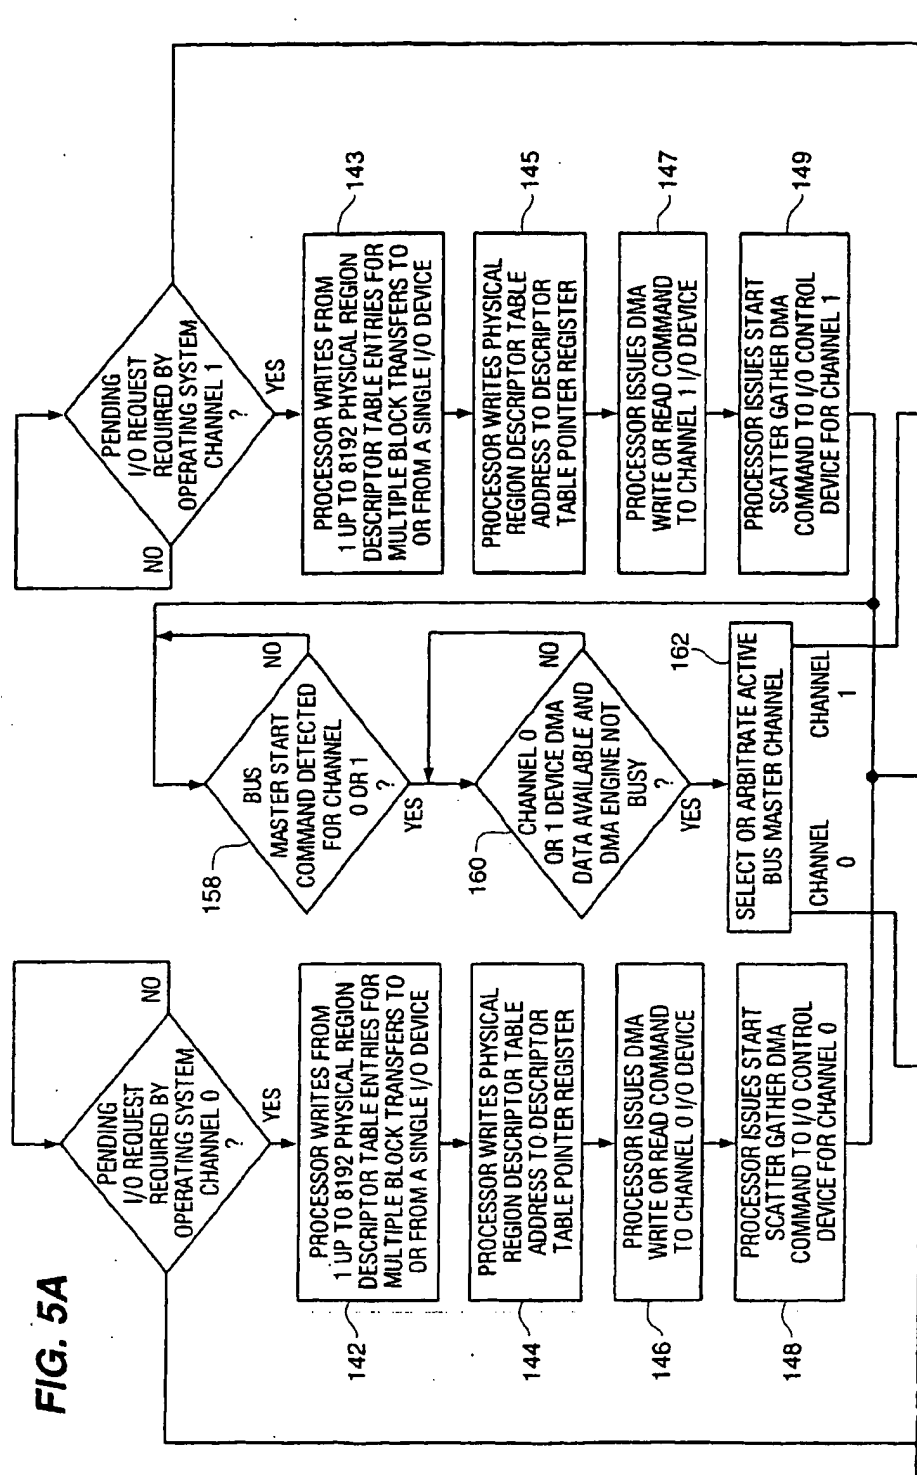 FIG. 5A
PENDING
I/O REQUEST
REQUIRED BY
OPERATING SYSTEM
CHANNEL 0
?
NO
YES
PROCESSOR WRITES FROM
1 UP TO 8192 PHYSICAL REGION
DESCRIPTOR TABLE ENTRIES FOR
MULTIPLE BLOCK TRANSFERS TO
OR FROM A SINGLE I/O DEVICE
142
PROCESSOR WRITES PHYSICAL
REGION DESCRIPTOR TABLE
ADDRESS TO DESCRIPTOR
TABLE POINTER REGISTER
144
PROCESSOR ISSUES DMA
WRITE OR READ COMMAND
TO CHANNEL 0 I/O DEVICE
146
PROCESSOR ISSUES START
SCATTER GATHER DMA
COMMAND TO I/O CONTROL
DEVICE FOR CHANNEL 0
148
BUS
MASTER START
COMMAND DETECTED
FOR CHANNEL
0 OR 1
?
158
NO
YES
CHANNEL 0
OR 1 DEVICE DMA
DATA AVAILABLE AND
DMA ENGINE NOT
BUSY
?
160
NO
YES
SELECT OR ARBITRATE ACTIVE
BUS MASTER CHANNEL
162
CHANNEL
0
CHANNEL
1
PENDING
I/O REQUEST
REQUIRED BY
OPERATING SYSTEM
CHANNEL 1
?
NO
YES
PROCESSOR WRITES FROM
1 UP TO 8192 PHYSICAL REGION
DESCRIPTOR TABLE ENTRIES FOR
MULTIPLE BLOCK TRANSFERS TO
OR FROM A SINGLE I/O DEVICE
143
PROCESSOR WRITES PHYSICAL
REGION DESCRIPTOR TABLE
ADDRESS TO DESCRIPTOR
TABLE POINTER REGISTER
145
PROCESSOR ISSUES DMA
WRITE OR READ COMMAND
TO CHANNEL 1 I/O DEVICE
147
PROCESSOR ISSUES START
SCATTER GATHER DMA
COMMAND TO I/O CONTROL
DEVICE FOR CHANNEL 1
149